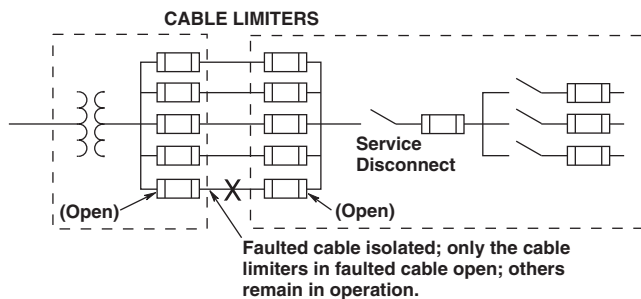 CABLE LIMITERS
Service
Disconnect
(Open)
(Open)
Faulted cable isolated; only the cable
limiters in faulted cable open; others
remain in operation.